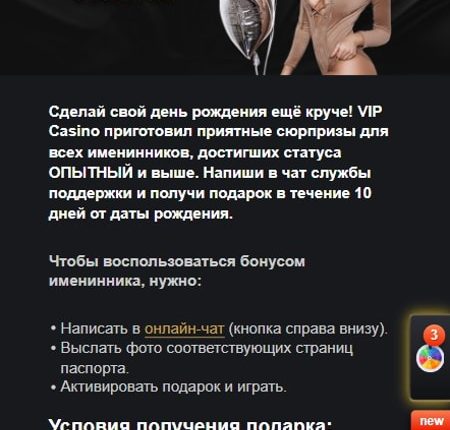 Сделай свой день рождения ещё круче! VIP
Casino приготовил приятные сюрпризы для
всех именинников, достигших статуса
ОПЫТНЫЙ и выше. Напиши в чат службы
поддержки и получи подарок в течение 10
дней от даты рождения.
Чтобы воспользоваться бонусом
именинника, нужно:
• Написать в онлайн-чат (кнопка справа внизу).
• Выслать фото соответствующих страниц
паспорта.
• Активировать подарок и играть.
3
new
Условия получения подарка: